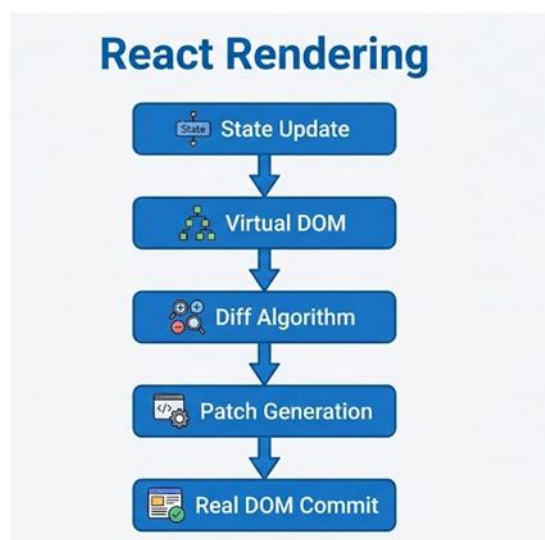 React Rendering
State State Update
Virtual DOM
Diff Algorithm
</> Patch Generation
Real DOM Commit